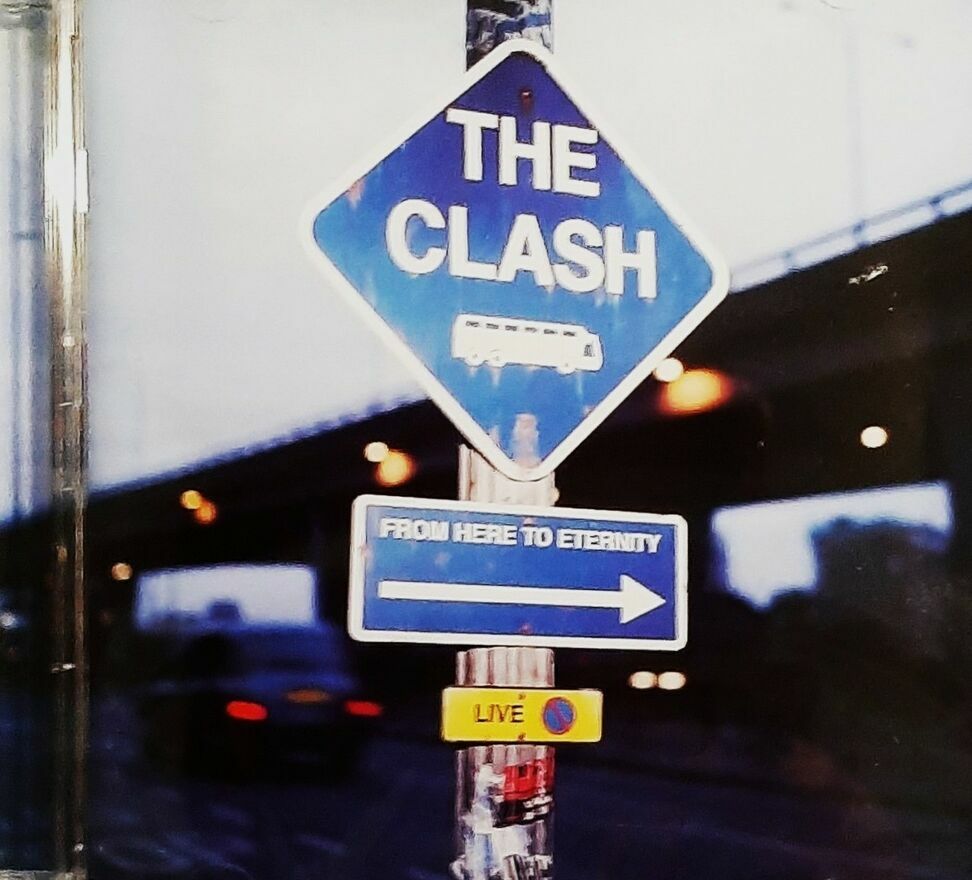 THE
CLASH
FROM HERE TO ETERNITY
LIVE